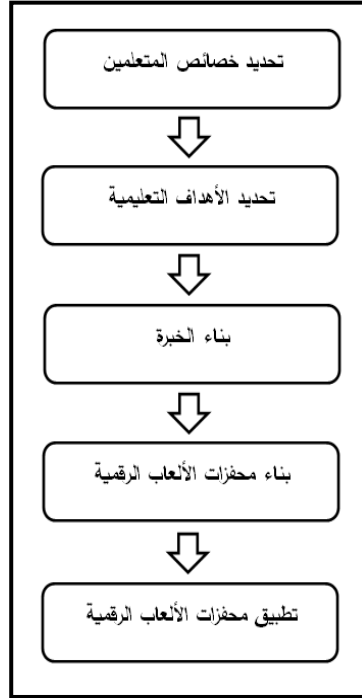 تحديد خصائص المتعلمين
تحديد الأهداف التعليمية
بناء الخبرة
بناء محفزات الألعاب الرقمية
تطبيق محفزات الألعاب الرقمية